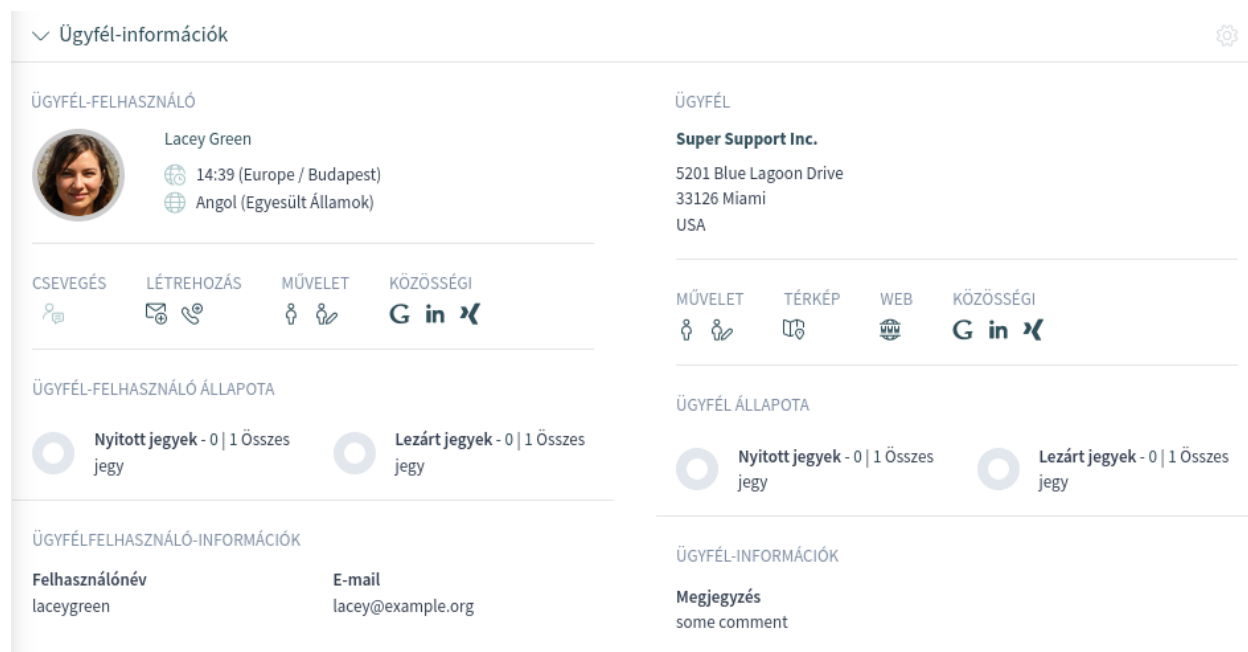 Ügyfél-információk
ÜGYFÉL-FELHASZNÁLÓ
Lacey Green
14:39 (Europe / Budapest)
Angol (Egyesült Államok)
CSEVEGÉS LÉTREHOZÁS MŰVELET KÖZÖSSÉGI
G in
ÜGYFÉL-FELHASZNÁLÓ ÁLLAPOTA
Nyitott jegyek - 0 | 1 Összes
jegy
Lezárt jegyek - 0 | 1 Összes
jegy
ÜGYFÉLFELHASZNÁLÓ-INFORMÁCIÓK
Felhasználónév
laceygreen
E-mail
lacey@example.org
ÜGYFÉL
Super Support Inc.
5201 Blue Lagoon Drive
33126 Miami
USA
MŰVELET TÉRKÉP WEB KÖZÖSSÉGI
G in
ÜGYFÉL ÁLLAPOTA
Nyitott jegyek - 0 | 1 Összes
jegy
Lezárt jegyek - 0 | 1 Összes
jegy
ÜGYFÉL-INFORMÁCIÓK
Megjegyzés
some comment